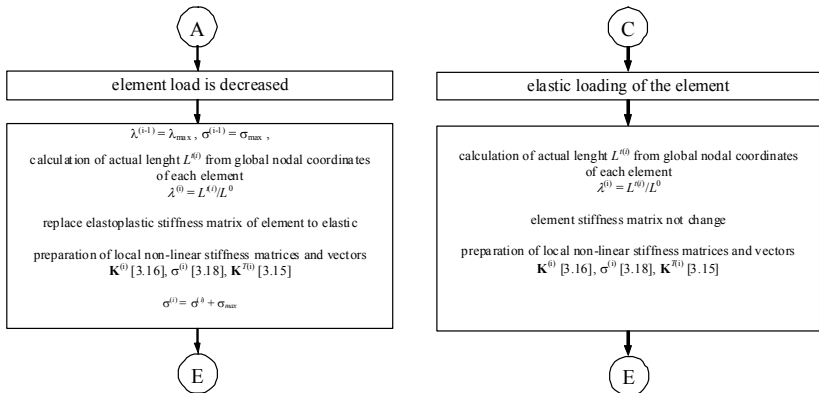 A
element load is decreased
λ^(i-1) = λ_max , σ^(i-1) = σ_max ,
calculation of actual lenght L^t(i) from global nodal coordinates
of each element
λ^(i) = L^t(i)/L^0
replace elastoplastic stiffness matrix of element to elastic
preparation of local non-linear stiffness matrices and vectors
K^(i) [3.16], σ^(i) [3.18], K^T(i) [3.15]
σ^(i) = σ^(i) + σ_max
E
C
elastic loading of the element
calculation of actual lenght L^t(i) from global nodal coordinates
of each element
λ^(i) = L^t(i)/L^0
element stiffness matrix not change
preparation of local non-linear stiffness matrices and vectors
K^(i) [3.16], σ^(i) [3.18], K^T(i) [3.15]
E